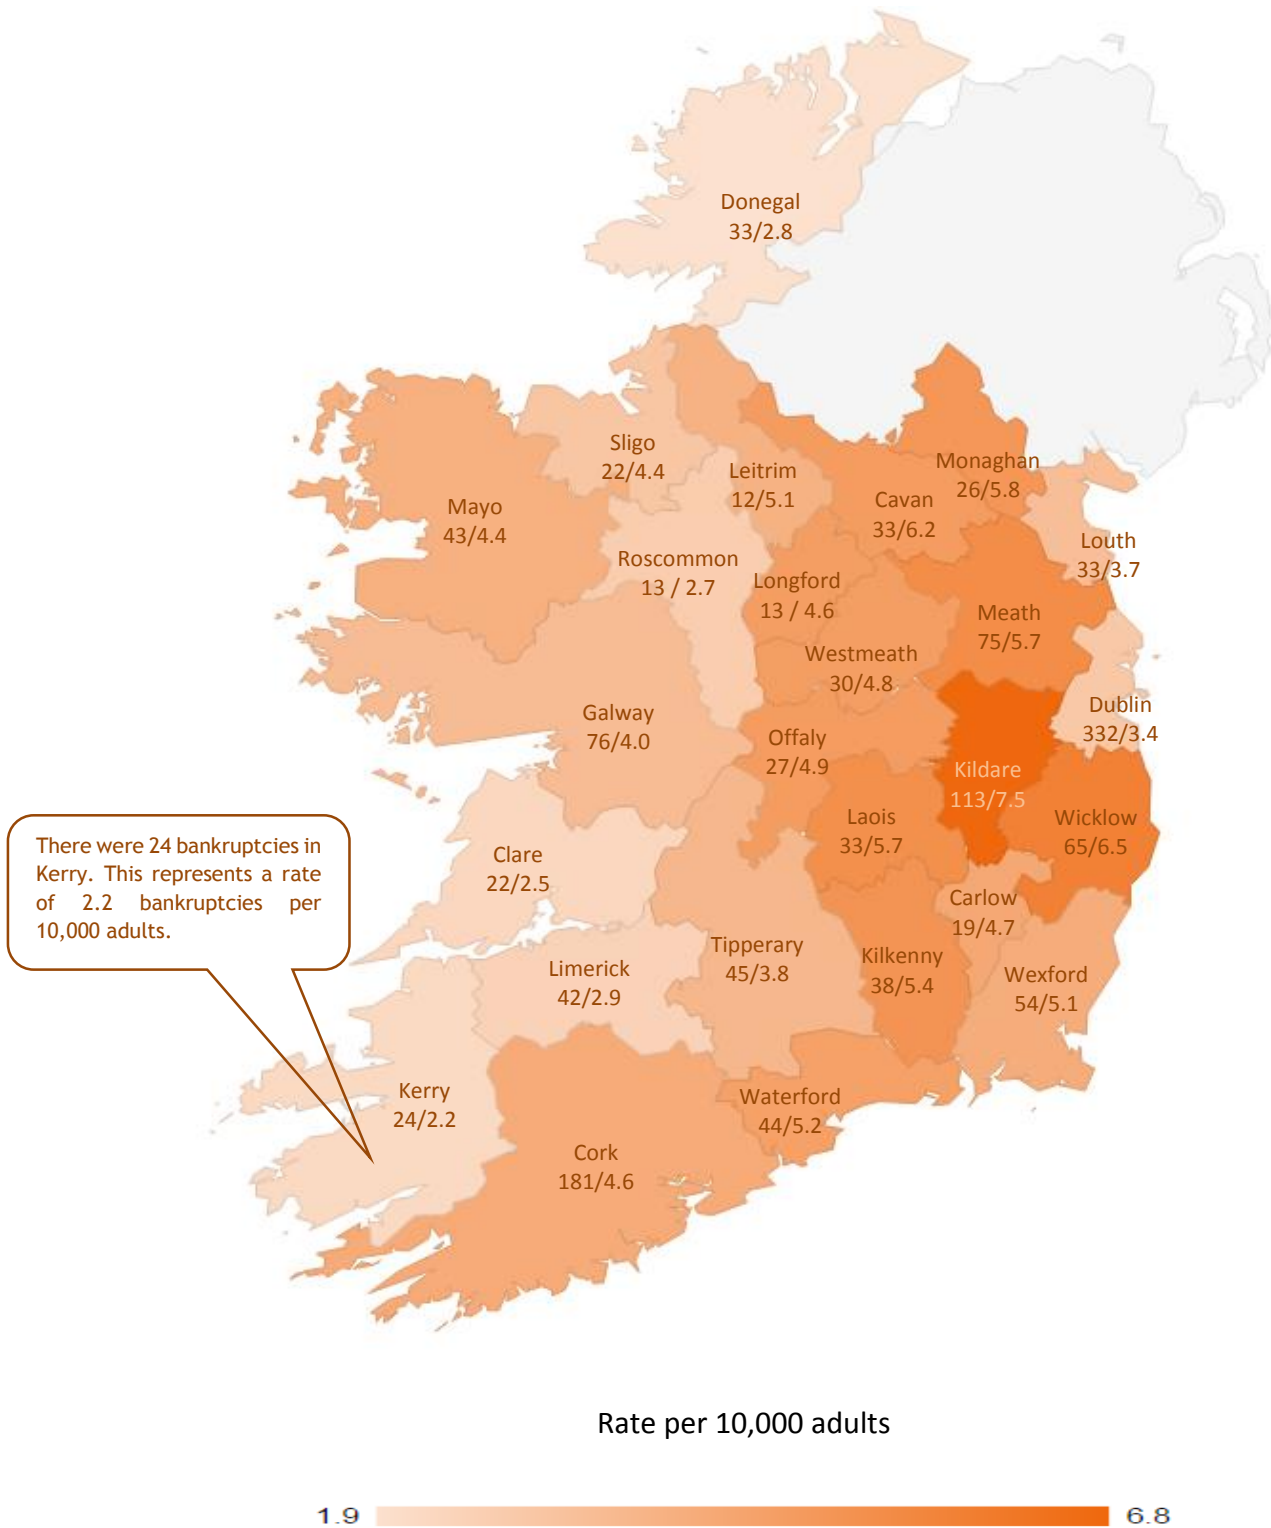 Donegal
33/2.8
Sligo
22/4.4
Leitrim
12/5.1
Monaghan
26/5.8
Cavan
33/6.2
Mayo
43/4.4
Louth
33/3.7
Roscommon
13 / 2.7
Longford
13 / 4.6
Meath
75/5.7
Westmeath
30/4.8
Dublin
332/3.4
Galway
76/4.0
Offaly
27/4.9
Kildare
113/7.5
Laois
33/5.7
Wicklow
65/6.5
There were 24 bankruptcies in
Kerry. This represents a rate
of 2.2 bankruptcies per
10,000 adults.
Clare
22/2.5
Carlow
19/4.7
Tipperary
45/3.8
Kilkenny
38/5.4
Limerick
42/2.9
Wexford
54/5.1
Kerry
24/2.2
Waterford
44/5.2
Cork
181/4.6
Rate per 10,000 adults
1.9 6.8